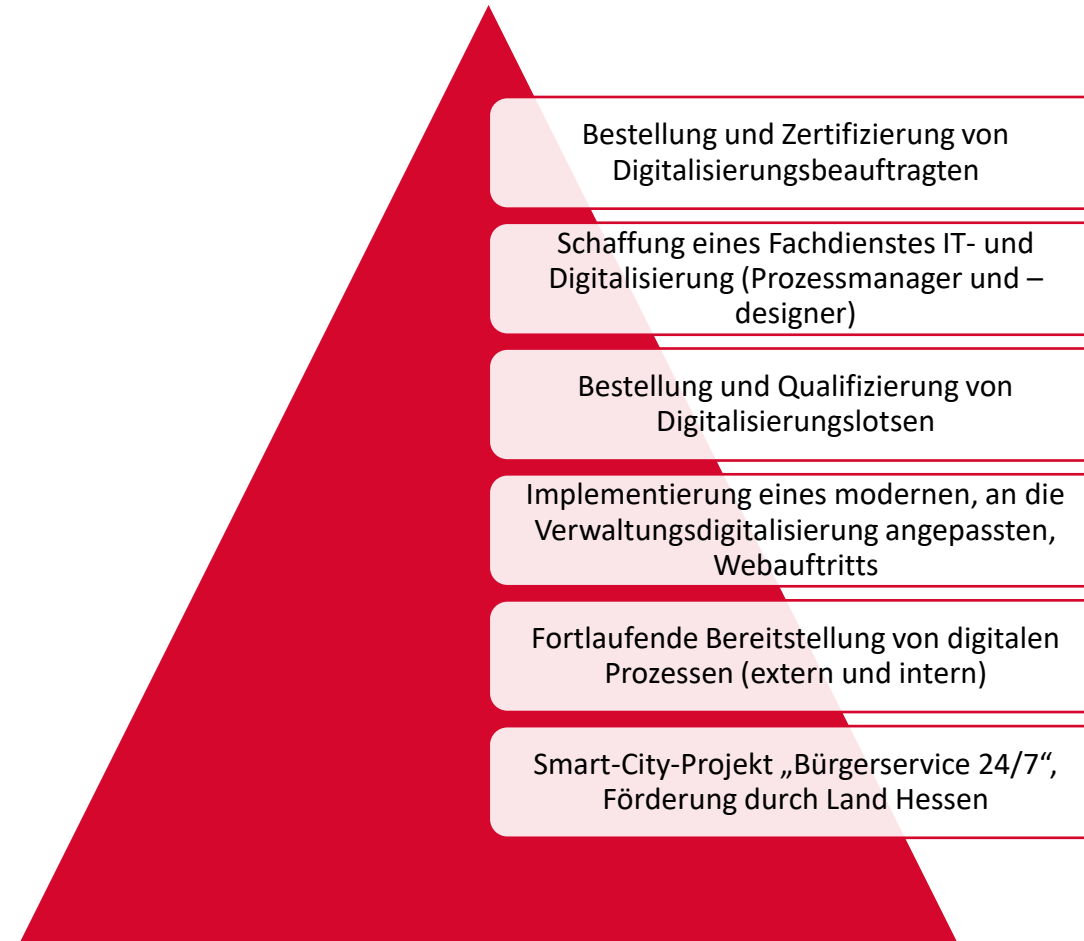 Bestellung und Zertifizierung von
Digitalisierungsbeauftragten
Schaffung eines Fachdienstes IT- und
Digitalisierung (Prozessmanager und –
designer)
Bestellung und Qualifizierung von
Digitalisierungslotsen
Implementierung eines modernen, an die
Verwaltungsdigitalisierung angepassten,
Webauftritts
Fortlaufende Bereitstellung von digitalen
Prozessen (extern und intern)
Smart-City-Projekt „Bürgerservice 24/7“,
Förderung durch Land Hessen